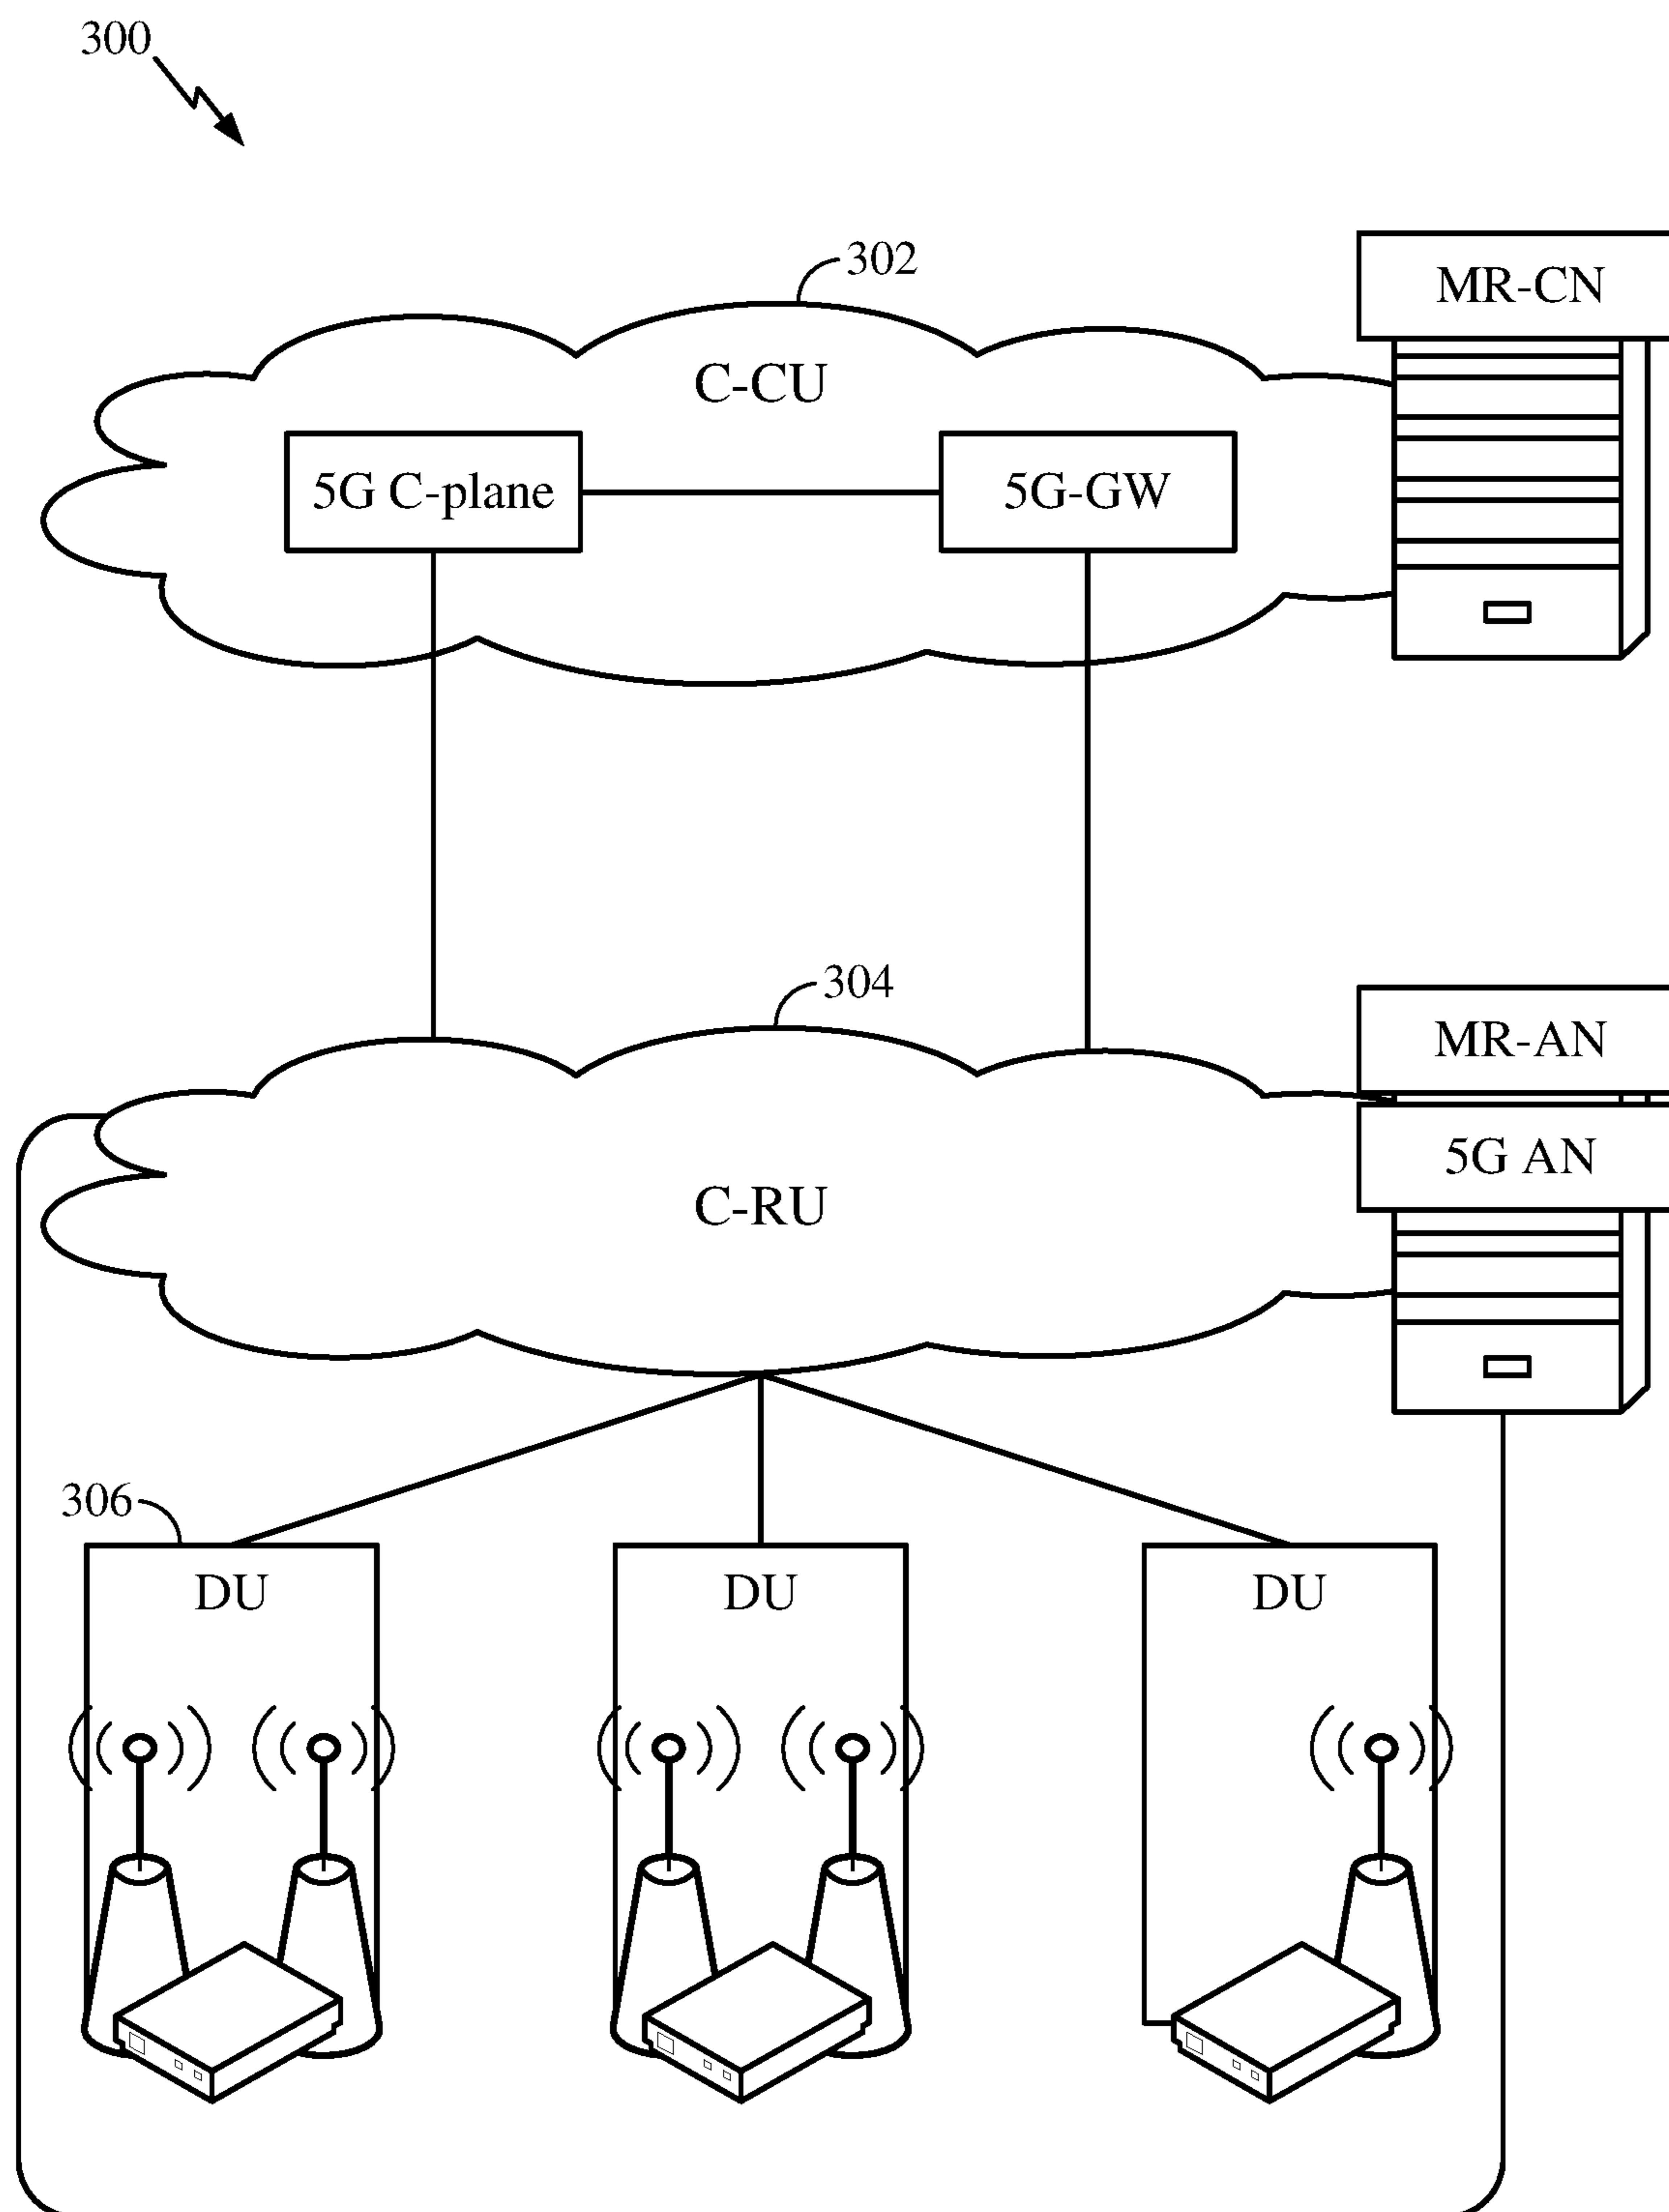 300
302
MR-CN
C-CU
5G C-plane
5G-GW
304
MR-AN
5G AN
C-RU
306
DU
DU
DU